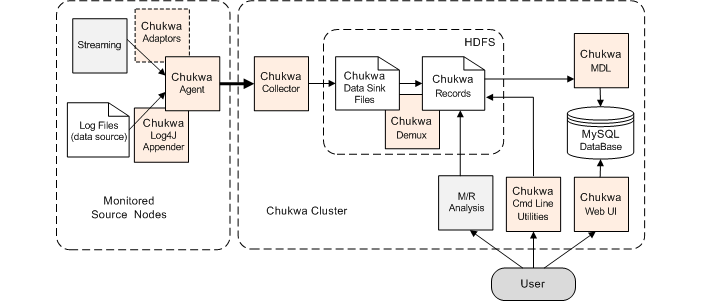 Streaming
Chukwa
Adaptors
Chukwa
Agent
Log Files
(data source)
Chukwa
Log4J
Appender
Monitored
Source Nodes
Chukwa
Collector
HDFS
Chukwa
Data Sink
Files
Chukwa
Records
Chukwa
Demux
Chukwa
MDL
MySQL
DataBase
Chukwa Cluster
M/R
Analysis
Chukwa
Cmd Line
Utilities
Chukwa
Web UI
User